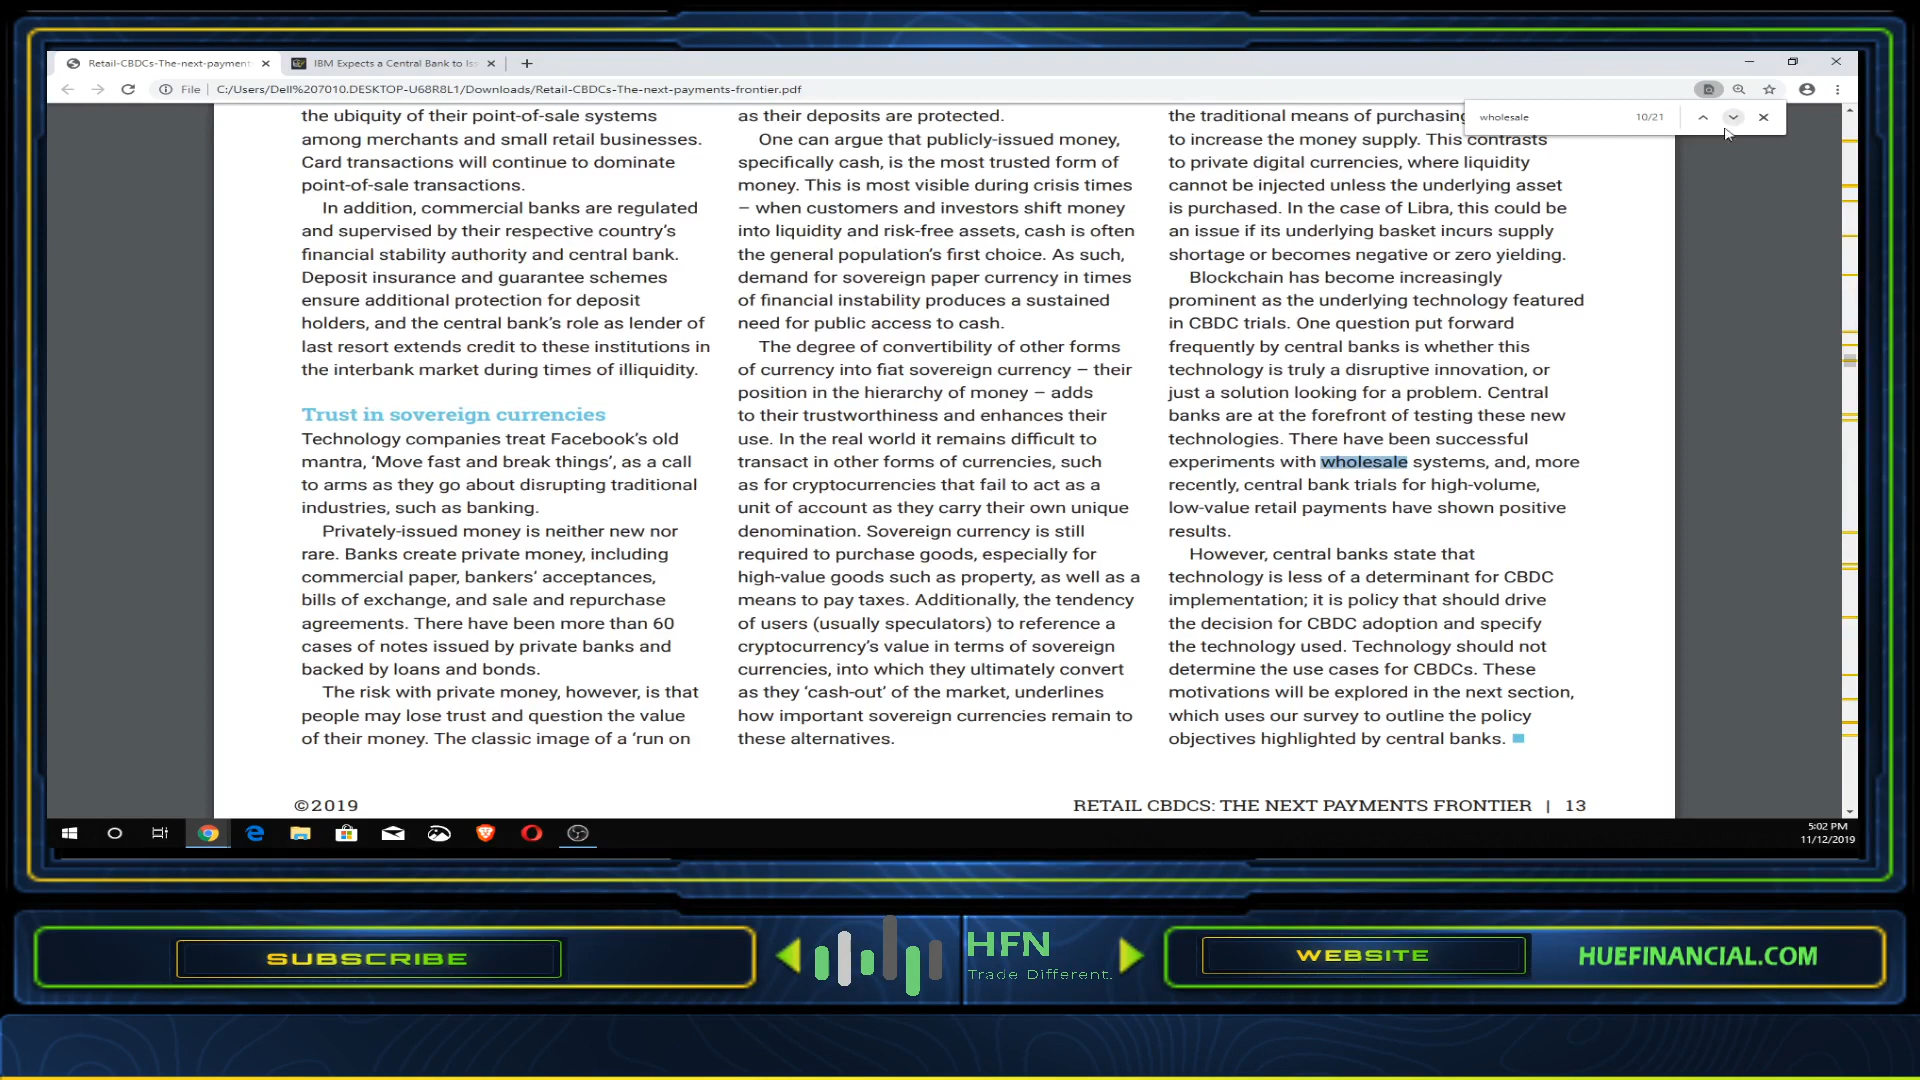 Retail-CBDCs-The-next-payment
IBM Expects a Central Bank to Is
File | C:/Users/Dell%207010.DESKTOP-U68R8L1/Downloads/Retail-CBDCs-The-next-payments-frontier.pdf
wholesale 10/21
the ubiquity of their point-of-sale systems
among merchants and small retail businesses.
Card transactions will continue to dominate
point-of-sale transactions.
In addition, commercial banks are regulated
and supervised by their respective country's
financial stability authority and central bank.
Deposit insurance and guarantee schemes
ensure additional protection for deposit
holders, and the central bank's role as lender of
last resort extends credit to these institutions in
the interbank market during times of illiquidity.
Trust in sovereign currencies
Technology companies treat Facebook's old
mantra, 'Move fast and break things', as a call
to arms as they go about disrupting traditional
industries, such as banking.
Privately-issued money is neither new nor
rare. Banks create private money, including
commercial paper, bankers' acceptances,
bills of exchange, and sale and repurchase
agreements. There have been more than 60
cases of notes issued by private banks and
backed by loans and bonds.
The risk with private money, however, is that
people may lose trust and question the value
of their money. The classic image of a 'run on
as their deposits are protected.
One can argue that publicly-issued money,
specifically cash, is the most trusted form of
money. This is most visible during crisis times
– when customers and investors shift money
into liquidity and risk-free assets, cash is often
the general population's first choice. As such,
demand for sovereign paper currency in times
of financial instability produces a sustained
need for public access to cash.
The degree of convertibility of other forms
of currency into fiat sovereign currency – their
position in the hierarchy of money – adds
to their trustworthiness and enhances their
use. In the real world it remains difficult to
transact in other forms of currencies, such
as for cryptocurrencies that fail to act as a
unit of account as they carry their own unique
denomination. Sovereign currency is still
required to purchase goods, especially for
high-value goods such as property, as well as a
means to pay taxes. Additionally, the tendency
of users (usually speculators) to reference a
cryptocurrency's value in terms of sovereign
currencies, into which they ultimately convert
as they 'cash-out' of the market, underlines
how important sovereign currencies remain to
these alternatives.
the traditional means of purchasing
to increase the money supply. This contrasts
to private digital currencies, where liquidity
cannot be injected unless the underlying asset
is purchased. In the case of Libra, this could be
an issue if its underlying basket incurs supply
shortage or becomes negative or zero yielding.
Blockchain has become increasingly
prominent as the underlying technology featured
in CBDC trials. One question put forward
frequently by central banks is whether this
technology is truly a disruptive innovation, or
just a solution looking for a problem. Central
banks are at the forefront of testing these new
technologies. There have been successful
experiments with wholesale systems, and, more
recently, central bank trials for high-volume,
low-value retail payments have shown positive
results.
However, central banks state that
technology is less of a determinant for CBDC
implementation; it is policy that should drive
the decision for CBDC adoption and specify
the technology used. Technology should not
determine the use cases for CBDCs. These
motivations will be explored in the next section,
which uses our survey to outline the policy
objectives highlighted by central banks.
©2019
RETAIL CBDCS: THE NEXT PAYMENTS FRONTIER | 13
5:02 PM
11/12/2019
SUBSCRIBE
HFN
Trade Different.
WEBSITE
HUEFINANCIAL.COM